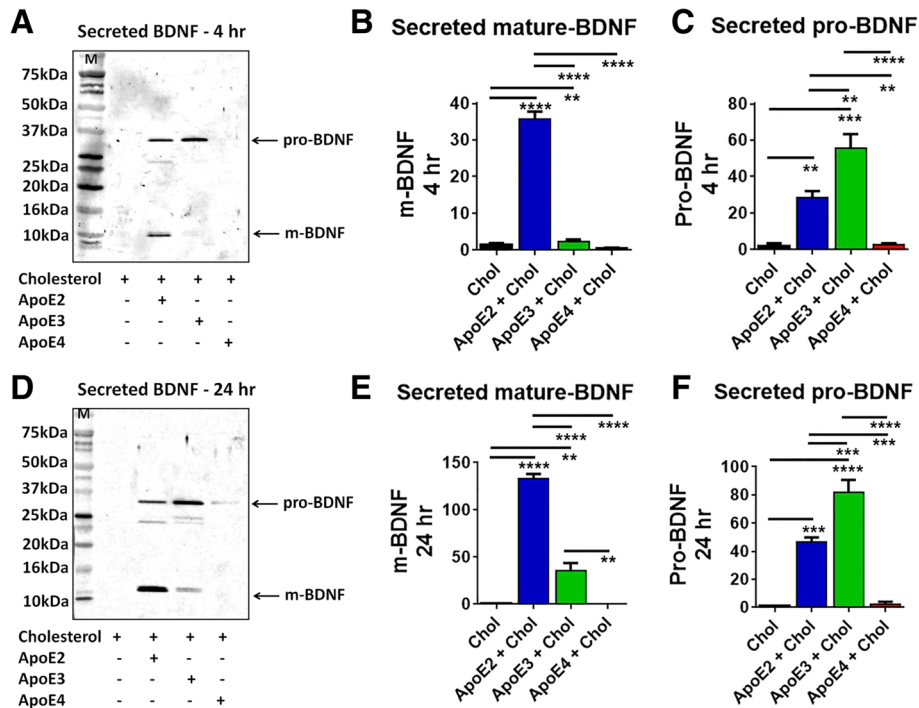 A
Secreted BDNF - 4 hr
M
75kDa
50kDa
37kDa
25kDa
20kDa
16kDa
10kDa
pro-BDNF
m-BDNF
Cholesterol + + + +
ApoE2 - + - -
ApoE3 - - + -
ApoE4 - - - +
B
Secreted mature-BDNF
m-BDNF
4 hr
40
30
20
10
0
****
****
****
**
Chol
ApoE2 + Chol
ApoE3 + Chol
ApoE4 + Chol
C
Secreted pro-BDNF
Pro-BDNF
4 hr
80
60
40
20
0
****
**
**
***
**
Chol
ApoE2 + Chol
ApoE3 + Chol
ApoE4 + Chol
D
Secreted BDNF - 24 hr
M
75kDa
50kDa
37kDa
25kDa
20kDa
16kDa
10kDa
pro-BDNF
m-BDNF
Cholesterol + + + +
ApoE2 - + - -
ApoE3 - - + -
ApoE4 - - - +
E
Secreted mature-BDNF
m-BDNF
24 hr
150
100
50
0
****
****
****
**
**
Chol
ApoE2 + Chol
ApoE3 + Chol
ApoE4 + Chol
F
Secreted pro-BDNF
Pro-BDNF
24 hr
100
80
60
40
20
0
****
***
***
****
***
Chol
ApoE2 + Chol
ApoE3 + Chol
ApoE4 + Chol